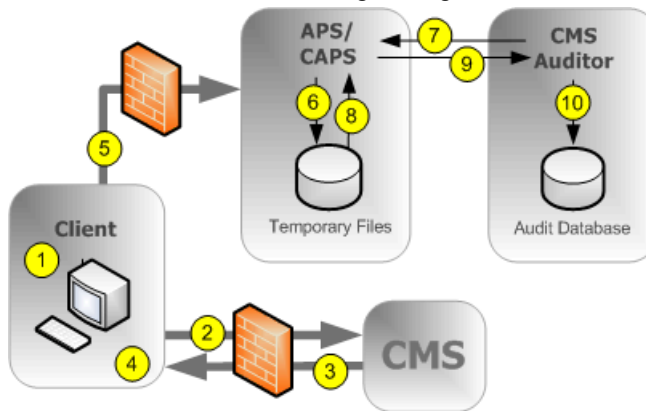 APS/
CAPS
7
CMS
Auditor
9
6
8
10
5
Temporary Files
Audit Database
Client
1
2
4
3
CMS